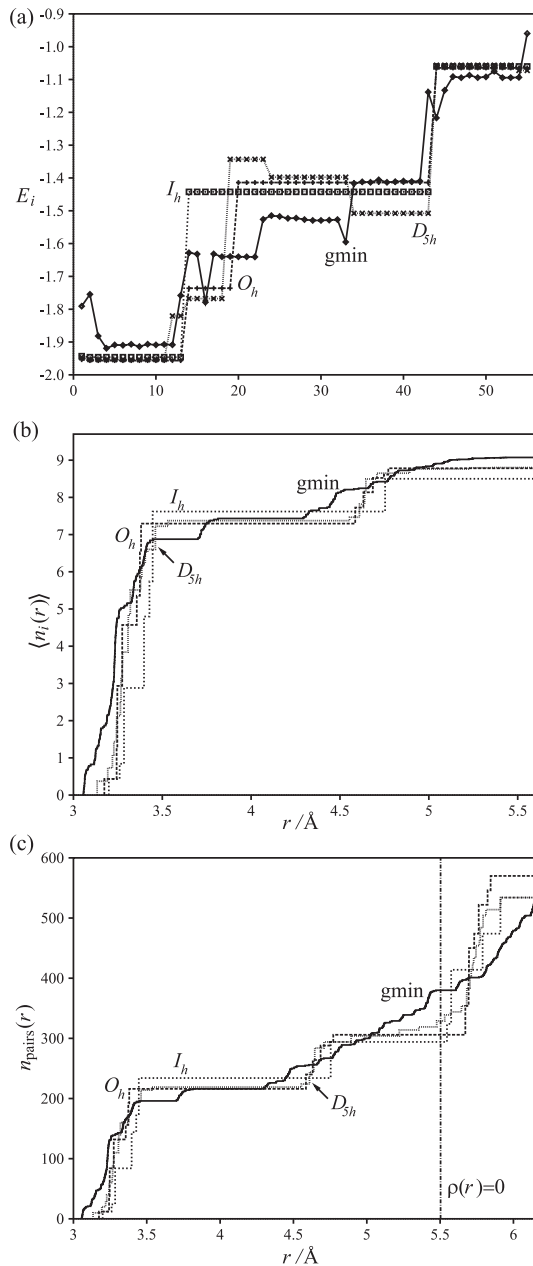 (a)
-0.9
-1.0
-1.1
-1.2
-1.3
-1.4
E_i
I_h
-1.5
D_5h
gmin
-1.6
-1.7
O_h
-1.8
-1.9
-2.0
0 10 20 30 40 50
(b)
9
8
7
6
5
4
3
2
1
0
⟨n_i(r)⟩
gmin
I_h
O_h
D_5h
3 3.5 4 4.5 5 5.5
r /Å
(c)
600
500
400
300
200
100
0
n_pairs(r)
gmin
I_h
O_h
D_5h
ρ(r)=0
3 3.5 4 4.5 5 5.5 6
r /Å